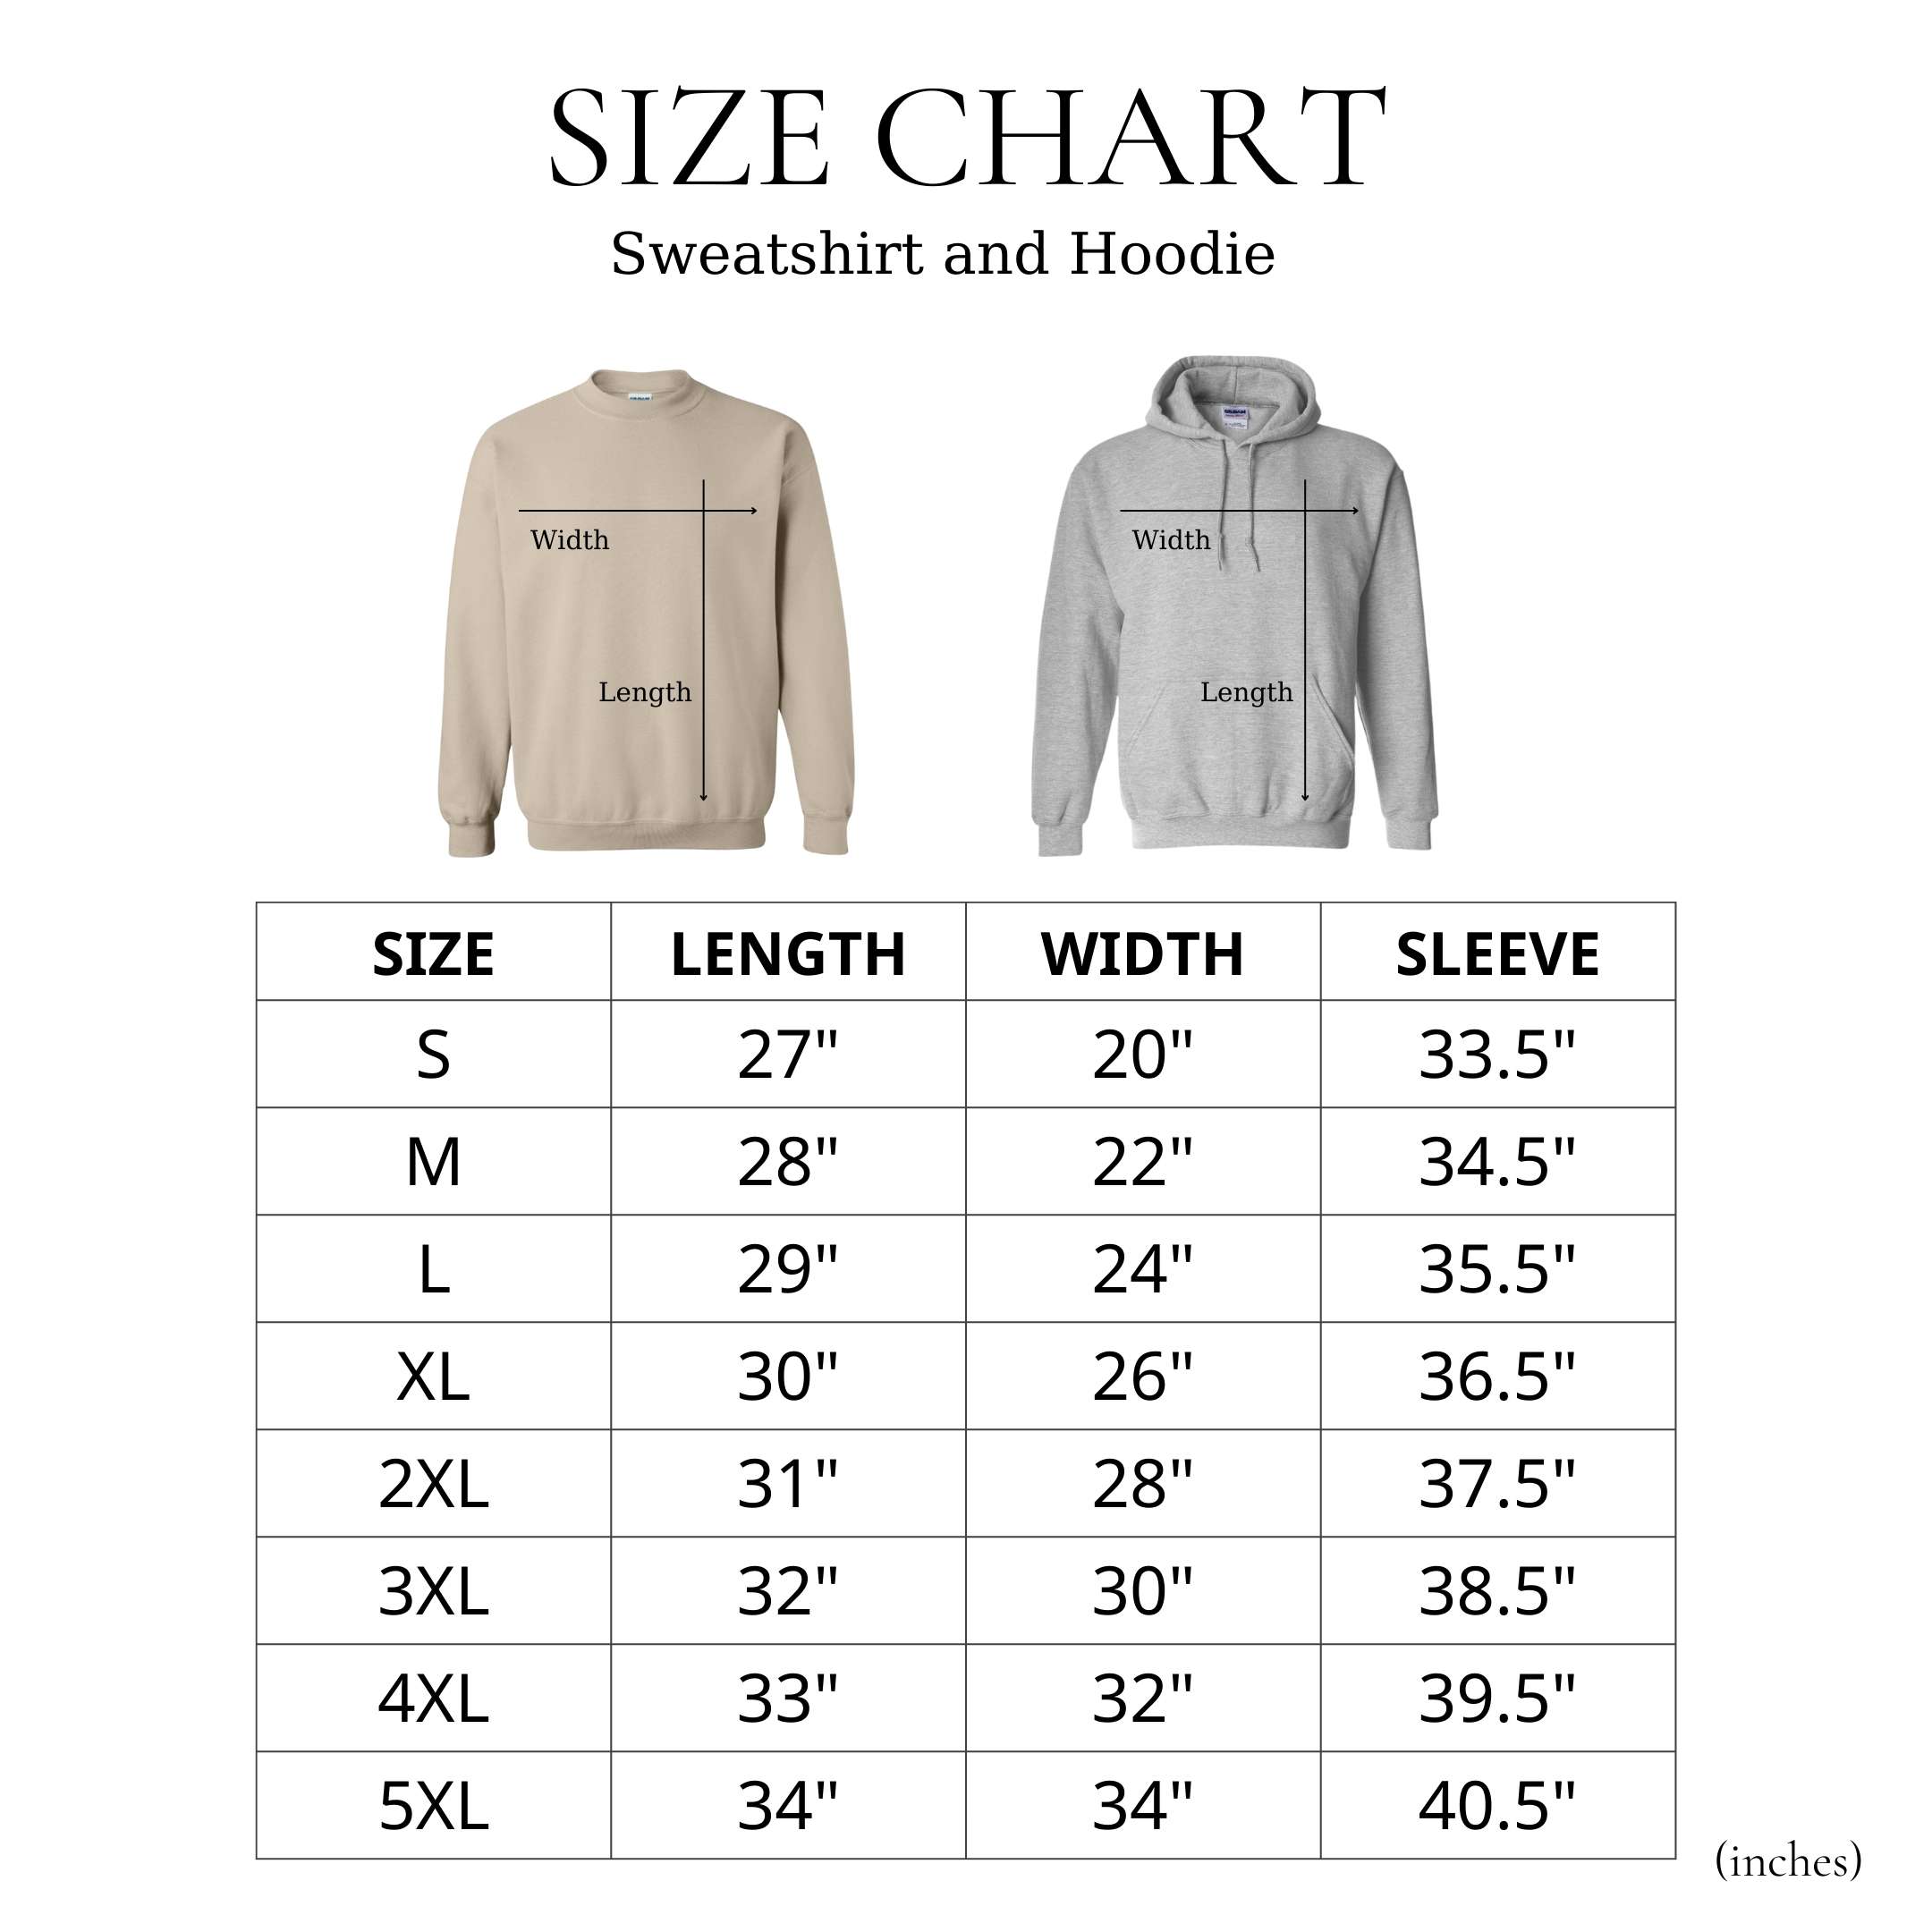 SIZE CHART
Sweatshirt and Hoodie
Width
Length
Width
Length
SIZE LENGTH WIDTH SLEEVE
S 27" 20" 33.5"
M 28" 22" 34.5"
L 29" 24" 35.5"
XL 30" 26" 36.5"
2XL 31" 28" 37.5"
3XL 32" 30" 38.5"
4XL 33" 32" 39.5"
5XL 34" 34" 40.5"
(inches)